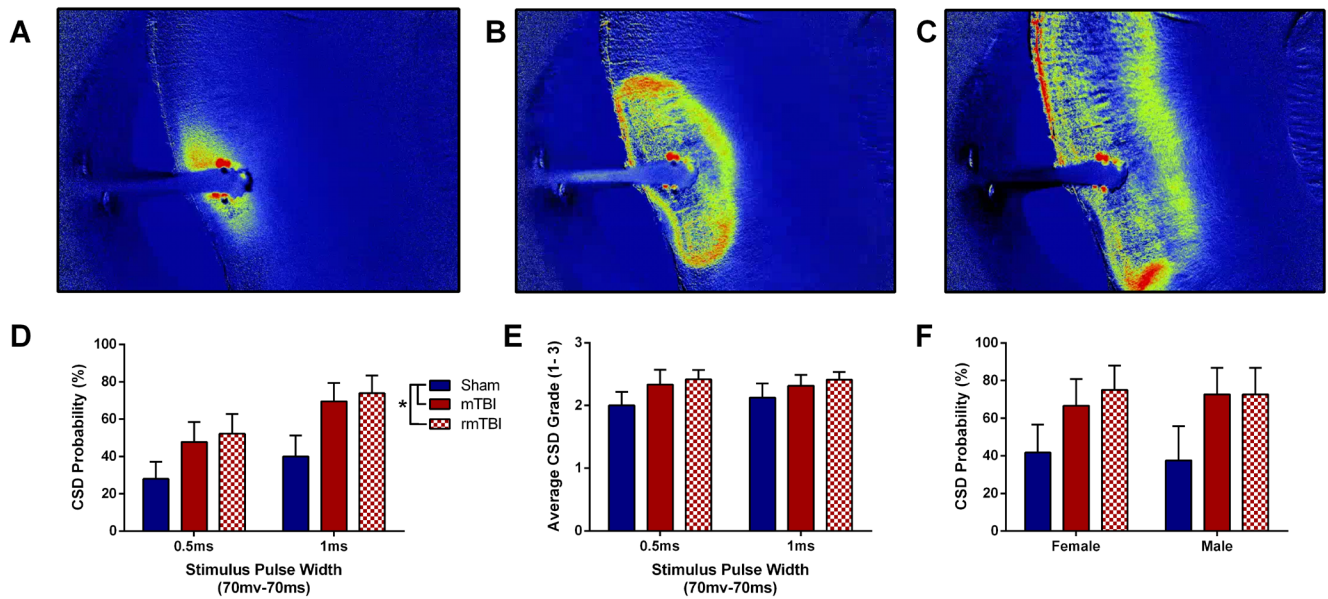 A
B
C
D
CSD Probability (%)
100
80
60
40
20
0
0.5ms
1ms
Stimulus Pulse Width
(70mv-70ms)
*
Sham
mTBI
rmTBI
E
Average CSD Grade (1- 3)
3
2
1
0
0.5ms
1ms
Stimulus Pulse Width
(70mv-70ms)
F
CSD Probability (%)
100
80
60
40
20
0
Female
Male